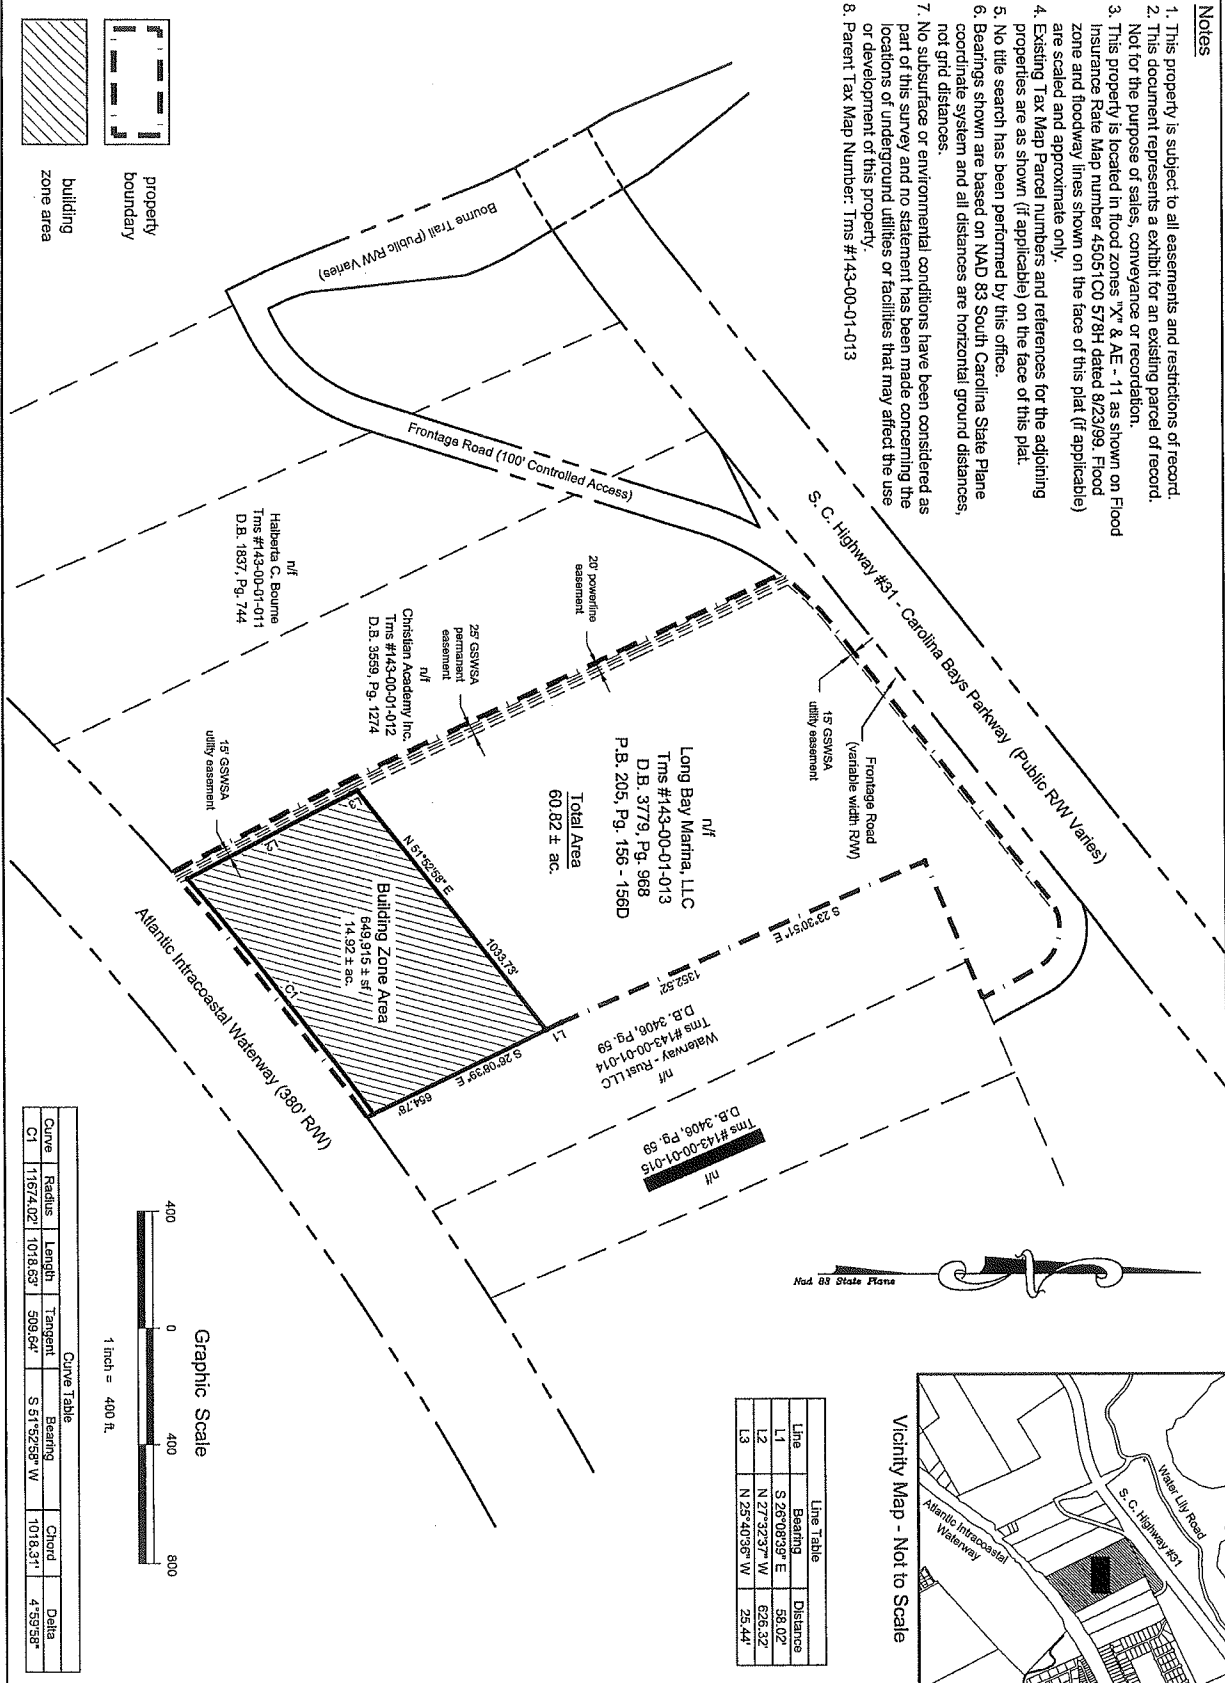 Notes
1. This property is subject to all easements and restrictions of record.
2. This document represents a exhibit for an existing parcel of record.
Not for the purpose of sales, conveyance or recordation.
3. This property is located in flood zones "X" & AE - 11 as shown on Flood
Insurance Rate Map number 45051C0 578H dated 8/23/99. Flood
zone and floodway lines shown on the face of this plat (if applicable)
are scaled and approximate only.
4. Existing Tax Map Parcel numbers and references for the adjoining
properties are as shown (if applicable) on the face of this plat.
5. No title search has been performed by this office.
6. Bearings shown are based on NAD 83 South Carolina State Plane
coordinate system and all distances are horizontal ground distances,
not grid distances.
7. No subsurface or environmental conditions have been considered as
part of this survey and no statement has been made concerning the
locations of underground utilities or facilities that may affect the use
or development of this property.
8. Parent Tax Map Number: Tms #143-00-01-013
property
boundary
building
zone area
Bourne Trail (Public R/W Varies)
Frontage Road (100' Controlled Access)
S. C. Highway #31 - Carolina Bays Parkway (Public R/W Varies)
Frontage Road
(variable width R/W)
15' GSWSA
utility easement
20' powerline
easement
25' GSWSA
permanent
easement
n/f
Halberta C. Bourne
Tms #143-00-01-011
D.B. 1837, Pg. 744
n/f
Christian Academy Inc.
Tms #143-00-01-012
D.B. 3559, Pg. 1274
15' GSWSA
utility easement
n/f
Long Bay Marina, LLC
Tms #143-00-01-013
D.B. 3779, Pg. 968
P.B. 205, Pg. 156 - 156D
Total Area
60.82 ± ac.
S 23°30'51" E
1352.52'
L3
N 51°52'58" E
1033.73'
L2
Building Zone Area
649,915 ± sf
14.92 ± ac.
C1
L1
S 26°08'39" E
654.78'
Atlantic Intracoastal Waterway (380' R/W)
n/f
Waterway - Rust LLC
Tms #143-00-01-014
D.B. 3406, Pg. 59
n/f
Tms #143-00-01-015
D.B. 3406, Pg. 59
Nad 83 State Plane
Water Lily Road
S. C. Highway #31
Atlantic Intracoastal
Waterway
Vicinity Map - Not to Scale
Line Table
Line Bearing Distance
L1 S 26°08'39" E 58.02'
L2 N 27°32'37" W 626.32'
L3 N 25°40'36" W 25.44'
Graphic Scale
400 0 400 800
1 inch = 400 ft.
Curve Table
Curve Radius Length Tangent Bearing Chord Delta
C1 11674.02' 1018.63' 509.64' S 51°52'58" W 1018.31' 4°59'58"